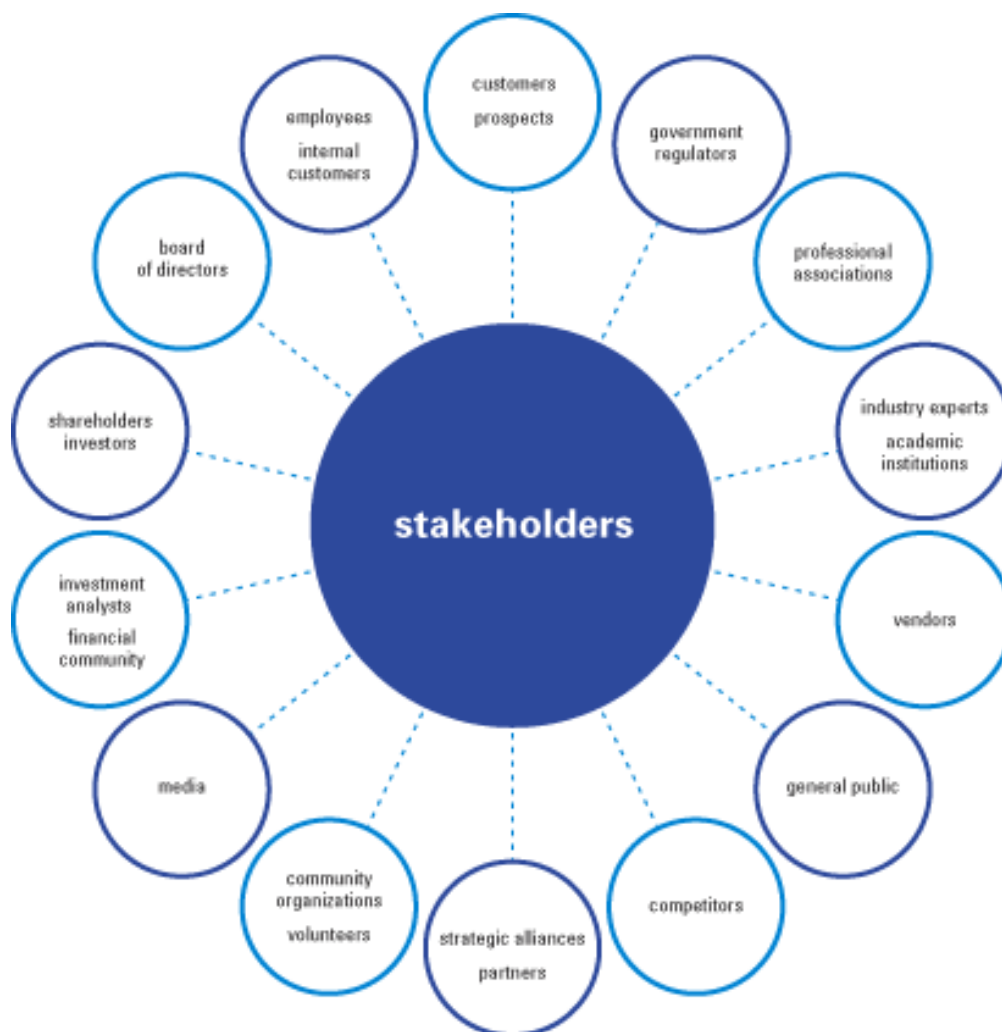 customers
prospects
government
regulators
professional
associations
industry experts
academic
institutions
vendors
general public
competitors
strategic alliances
partners
community
organizations
volunteers
media
investment
analysts
financial
community
shareholders
investors
board
of directors
employees
internal
customers
stakeholders